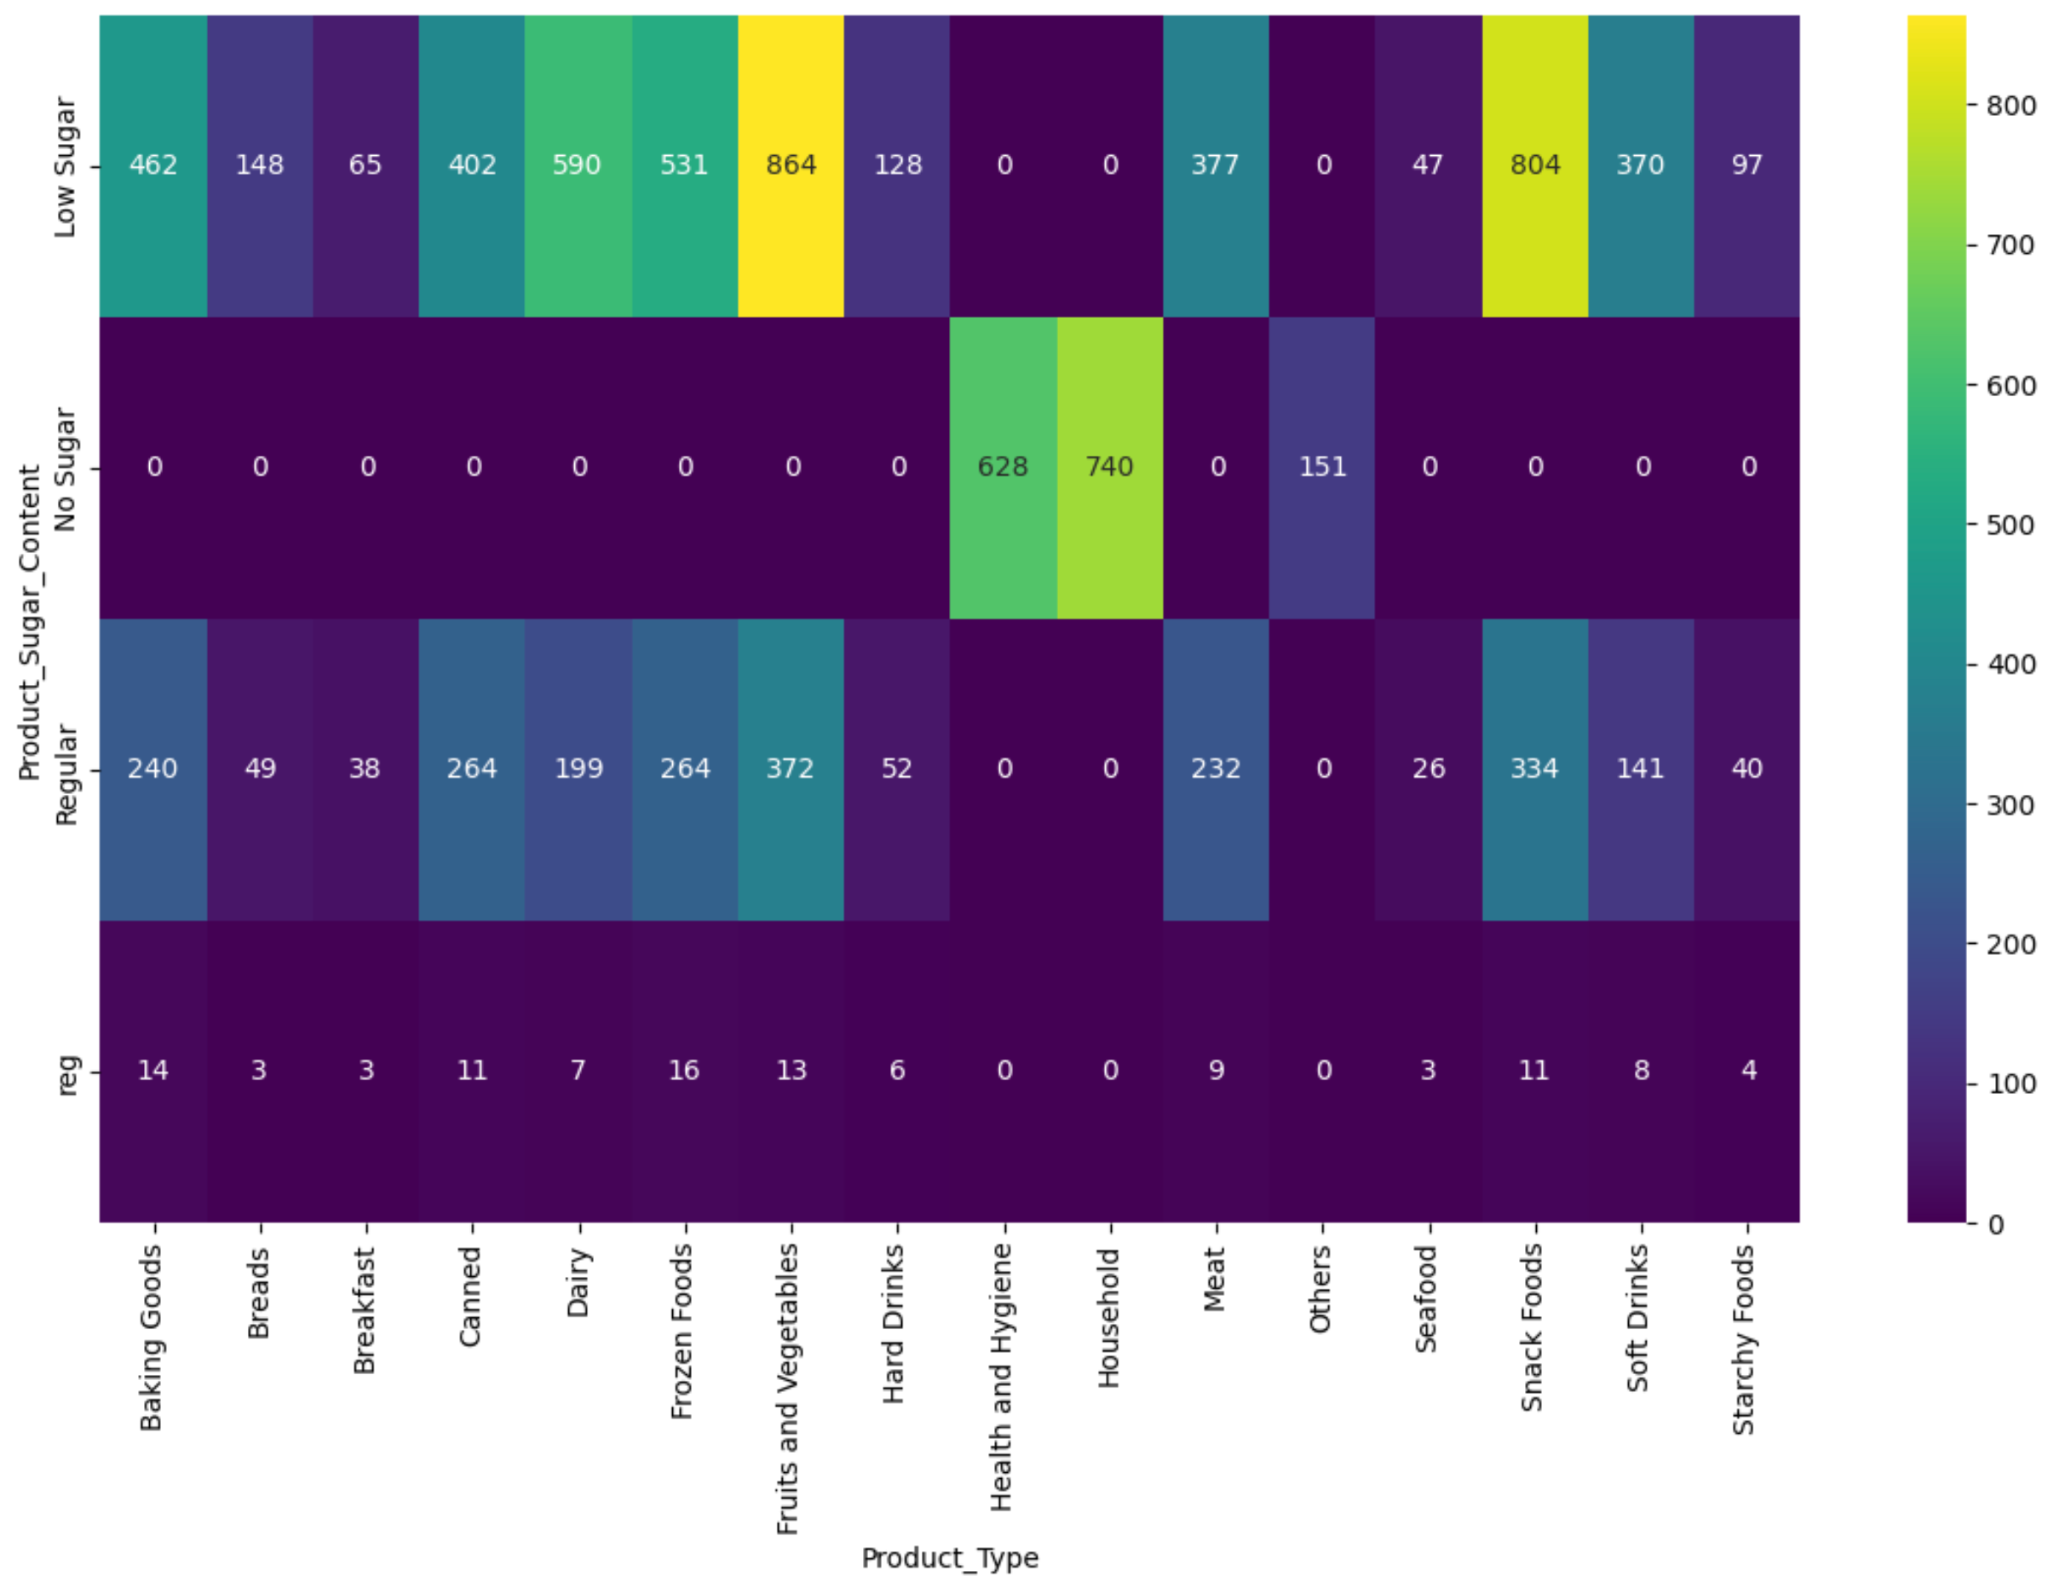 Product_Sugar_Content
Low Sugar
462 148 65 402 590 531 864 128 0 0 377 0 47 804 370 97
No Sugar
0 0 0 0 0 0 0 0 628 740 0 151 0 0 0 0
Regular
240 49 38 264 199 264 372 52 0 0 232 0 26 334 141 40
reg
14 3 3 11 7 16 13 6 0 0 9 0 3 11 8 4
Baking Goods
Breads
Breakfast
Canned
Dairy
Frozen Foods
Fruits and Vegetables
Hard Drinks
Health and Hygiene
Household
Meat
Others
Seafood
Snack Foods
Soft Drinks
Starchy Foods
Product_Type
800
700
600
500
400
300
200
100
0